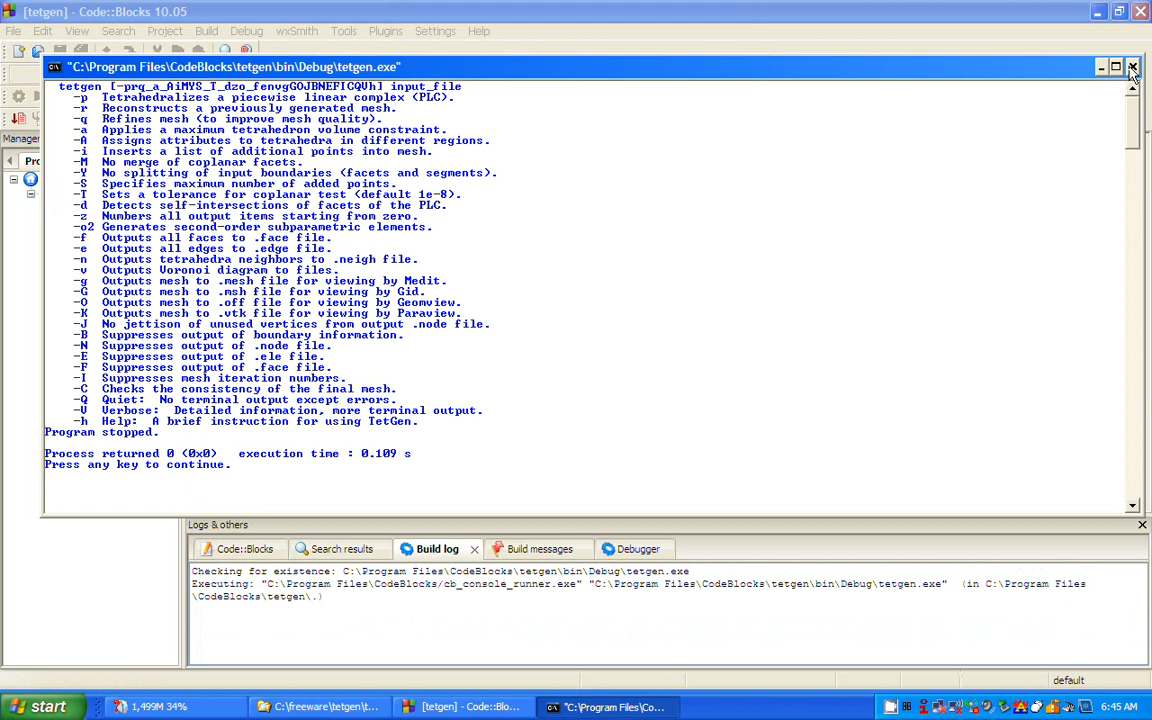 [tetgen] - Code::Blocks 10.05
File Edit View Search Project Build Debug wxSmith Tools Plugins Settings Help
"C:\Program Files\CodeBlocks\tetgen\bin\Debug\tetgen.exe"
tetgen [-prq_a_AiMYS_T_dzo_fenvgGOJBNEFICQVh] input_file
-p Tetrahedralizes a piecewise linear complex (PLC).
-r Reconstructs a previously generated mesh.
-q Refines mesh (to improve mesh quality).
-a Applies a maximum tetrahedron volume constraint.
-A Assigns attributes to tetrahedra in different regions.
-i Inserts a list of additional points into mesh.
-M No merge of coplanar facets.
-Y No splitting of input boundaries (facets and segments).
-S Specifies maximum number of added points.
-T Sets a tolerance for coplanar test (default 1e-8).
-d Detects self-intersections of facets of the PLC.
-z Numbers all output items starting from zero.
-o2 Generates second-order subparametric elements.
-f Outputs all faces to .face file.
-e Outputs all edges to .edge file.
-n Outputs tetrahedra neighbors to .neigh file.
-v Outputs Voronoi diagram to files.
-g Outputs mesh to .mesh file for viewing by Medit.
-G Outputs mesh to .msh file for viewing by Gid.
-O Outputs mesh to .off file for viewing by Geomview.
-K Outputs mesh to .vtk file for viewing by Paraview.
-J No jettison of unused vertices from output .node file.
-B Suppresses output of boundary information.
-N Suppresses output of .node file.
-E Suppresses output of .ele file.
-F Suppresses output of .face file.
-I Suppresses mesh iteration numbers.
-C Checks the consistency of the final mesh.
-Q Quiet: No terminal output except errors.
-V Verbose: Detailed information, more terminal output.
-h Help: A brief instruction for using TetGen.
Program stopped.
Process returned 0 (0x0) execution time : 0.109 s
Press any key to continue.
Manager
Pro
Logs & others
Code::Blocks Search results Build log Build messages Debugger
Checking for existence: C:\Program Files\CodeBlocks\tetgen\bin\Debug\tetgen.exe
Executing: "C:\Program Files\CodeBlocks/cb_console_runner.exe" "C:\Program Files\CodeBlocks\tetgen\bin\Debug\tetgen.exe" (in C:\Program Files
\CodeBlocks\tetgen\.)
default
start 1,499M 34% C:\freeware\tetgen\t... [tetgen] - Code::Blo... "C:\Program Files\Co... 6:45 AM